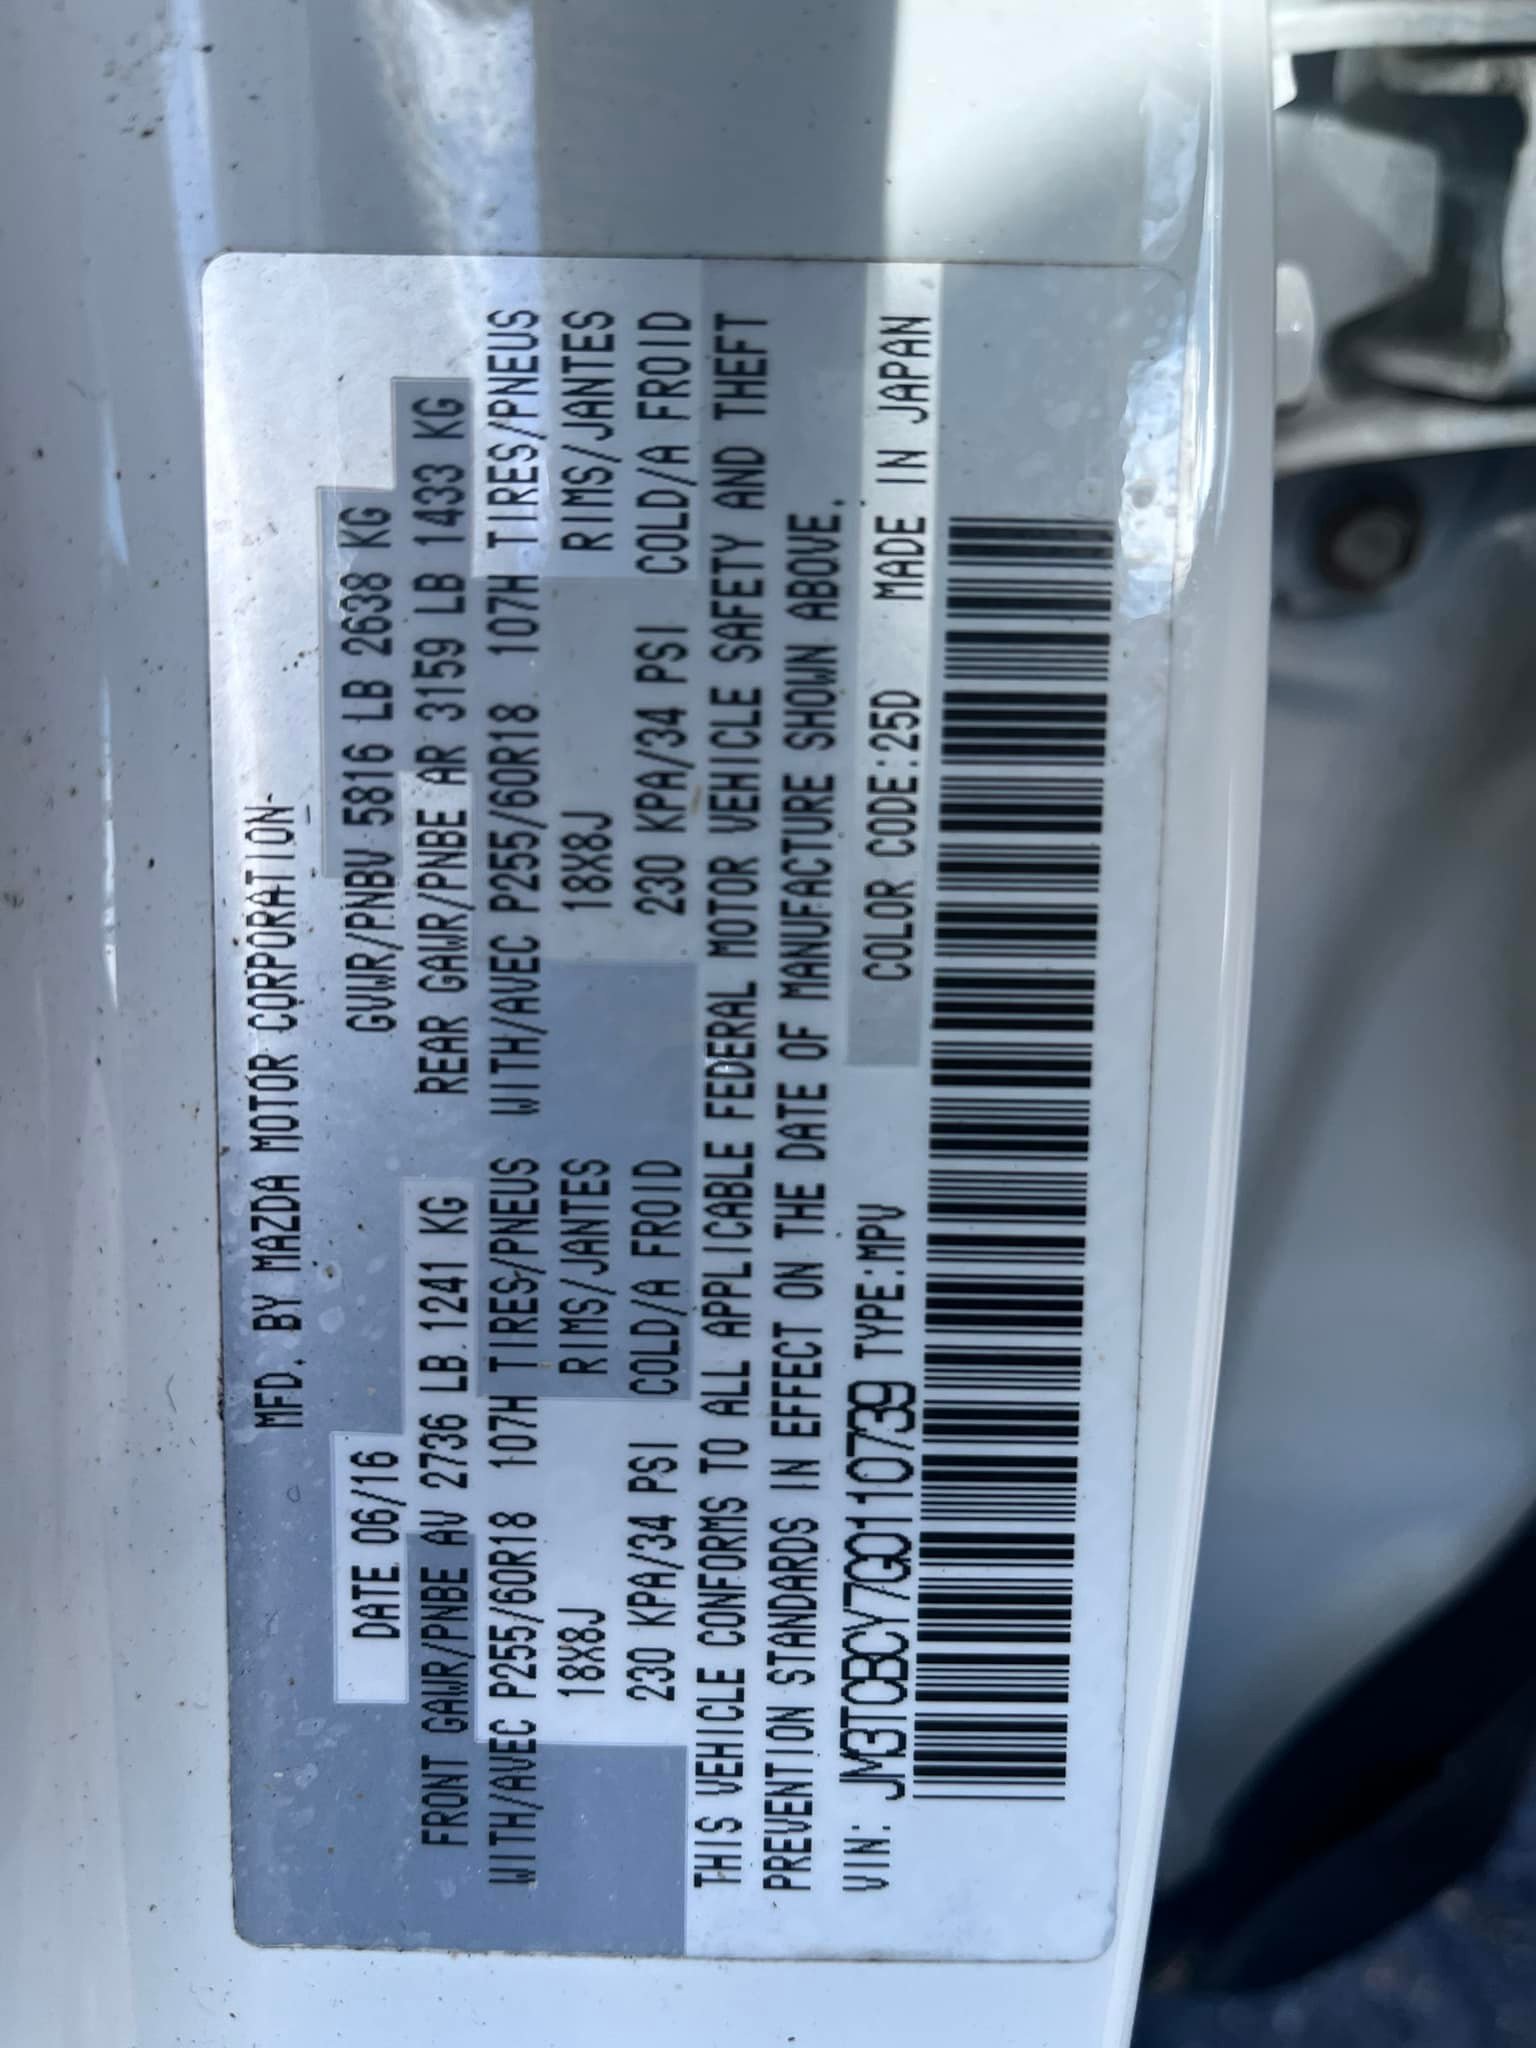 MFD. BY MAZDA MOTOR CORPORATION
DATE 06/16 GVWR/PNBV 5816 LB 2638 KG
FRONT GAWR/PNBE AV 2736 LB 1241 KG REAR GAWR/PNBE AR 3159 LB 1433 KG
WITH/AVEC P255/60R18 107H TIRES/PNEUS WITH/AVEC P255/60R18 107H TIRES/PNEUS
18X8J RIMS/JANTES 18X8J RIMS/JANTES
230 KPA/34 PSI COLD/A FROID 230 KPA/34 PSI COLD/A FROID
THIS VEHICLE CONFORMS TO ALL APPLICABLE FEDERAL MOTOR VEHICLE SAFETY AND THEFT
PREVENTION STANDARDS IN EFFECT ON THE DATE OF MANUFACTURE SHOWN ABOVE.
VIN: JM3TCBCY7G0110739 TYPE:MPV COLOR CODE:25D MADE IN JAPAN